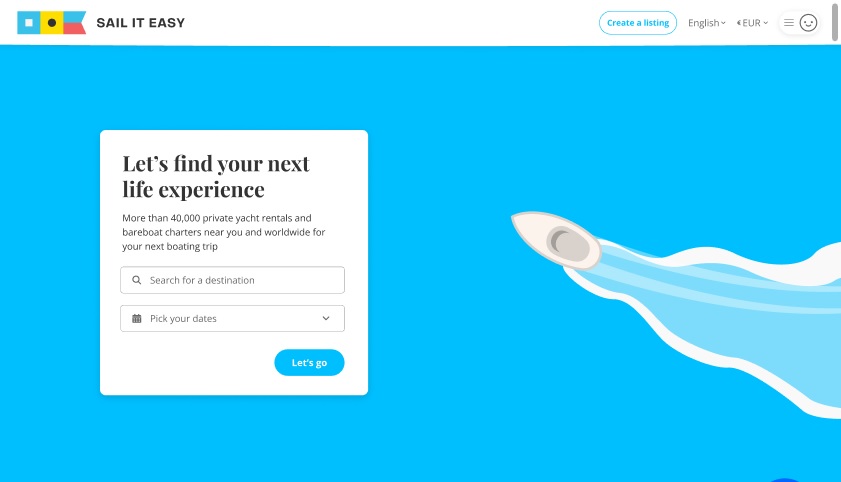 SAIL IT EASY
Create a listing
English
€ EUR
Let’s find your next
life experience
More than 40,000 private yacht rentals and
bareboat charters near you and worldwide for
your next boating trip
Search for a destination
Pick your dates
Let’s go